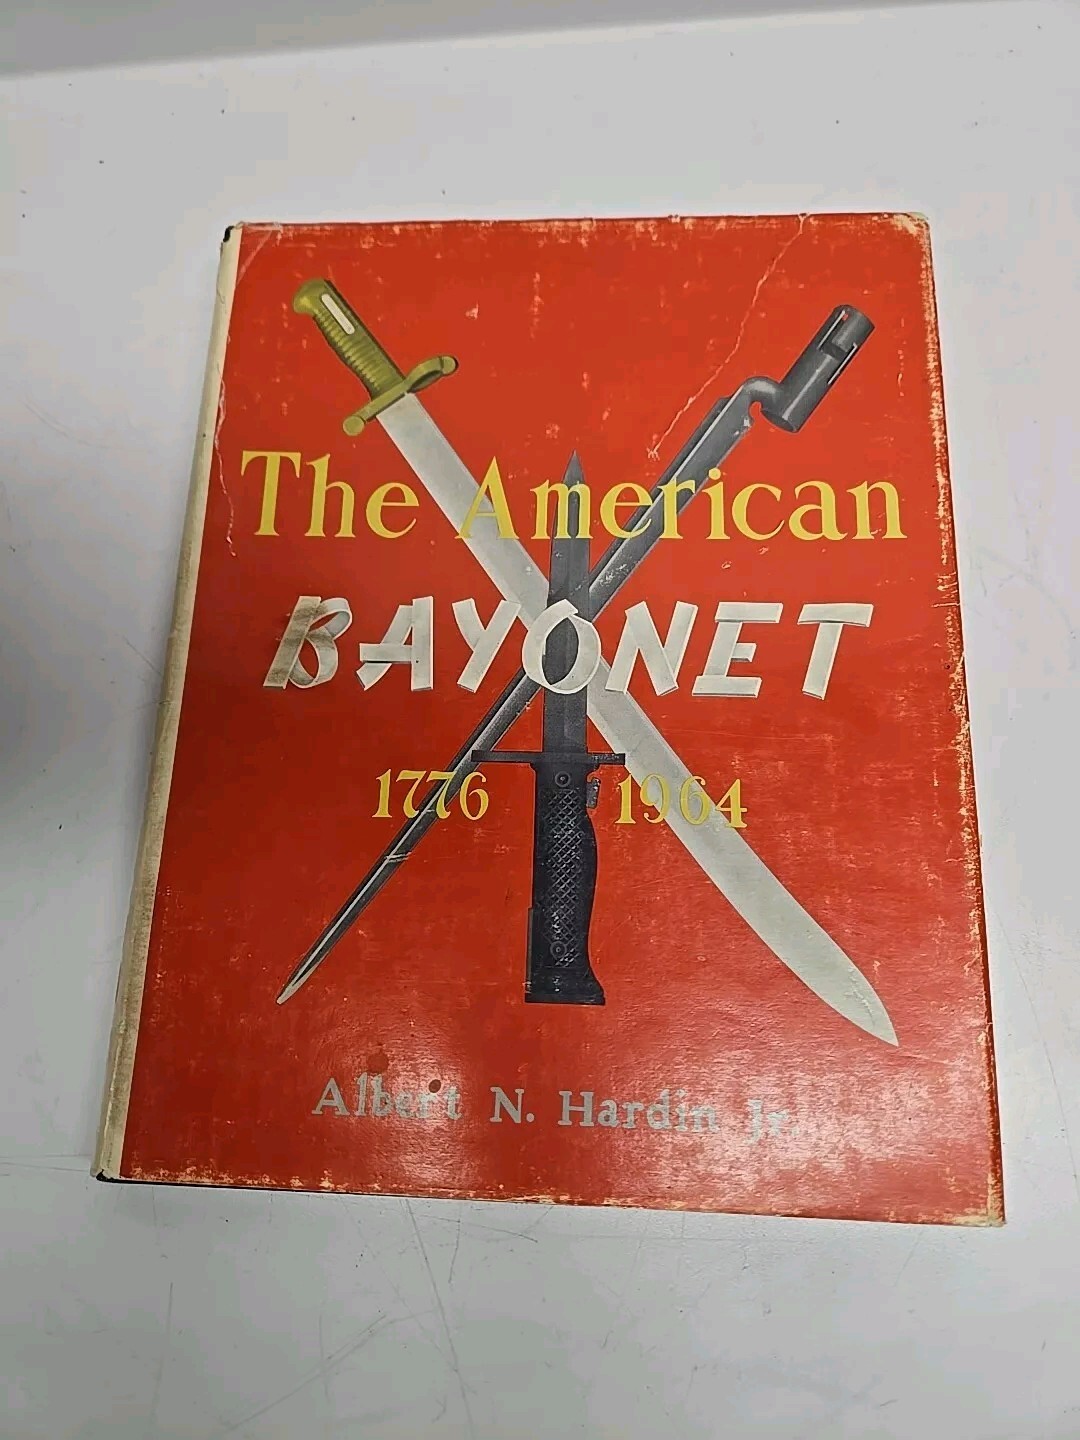 The American
BAYONET
1776 1964
Albert N. Hardin Jr.